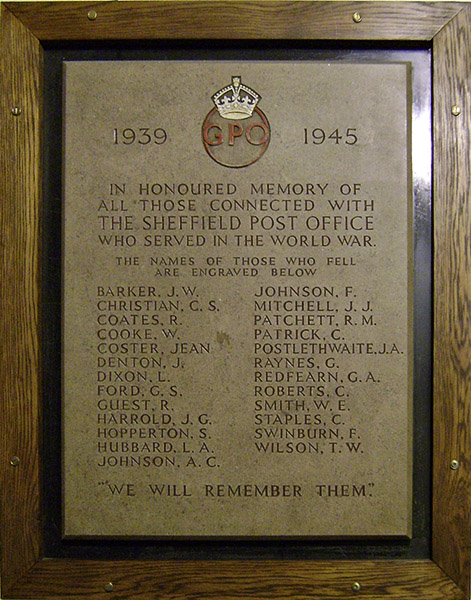 1939 GPO 1945
IN HONOURED MEMORY OF
ALL THOSE CONNECTED WITH
THE SHEFFIELD POST OFFICE
WHO SERVED IN THE WORLD WAR.
THE NAMES OF THOSE WHO FELL
ARE ENGRAVED BELOW
BARKER, J.W.
CHRISTIAN, C. S.
COATES, R.
COOKE, W.
COSTER, JEAN
DENTON, J.
DIXON, L.
FORD, G. S.
GUEST, R.
HARROLD, J. G.
HOPPERTON, S.
HUBBARD, L. A.
JOHNSON, A. C.
JOHNSON, F.
MITCHELL, J. J.
PATCHETT, R. M.
PATRICK, C.
POSTLETHWAITE, J.A.
RAYNES, G.
REDFEARN, G. A.
ROBERTS, C.
SMITH, W. E.
STAPLES, C.
SWINBURN, F.
WILSON, T. W.
"WE WILL REMEMBER THEM."